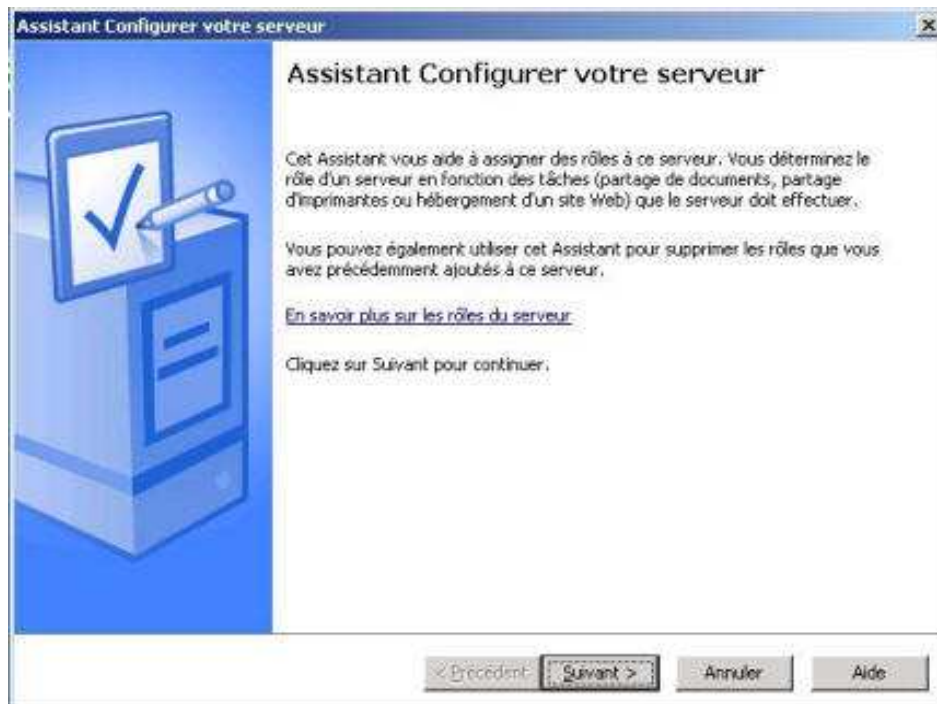 Assistant Configurer votre serveur
Assistant Configurer votre serveur
Cet Assistant vous aide à assigner des rôles à ce serveur. Vous déterminez le
rôle d'un serveur en fonction des tâches (partage de documents, partage
d'imprimantes ou hébergement d'un site Web) que le serveur doit effectuer.
Vous pouvez également utiliser cet Assistant pour supprimer les rôles que vous
avez précédemment ajoutés à ce serveur.
En savoir plus sur les rôles du serveur
Cliquez sur Suivant pour continuer.
< Précédent Suivant > Annuler Aide